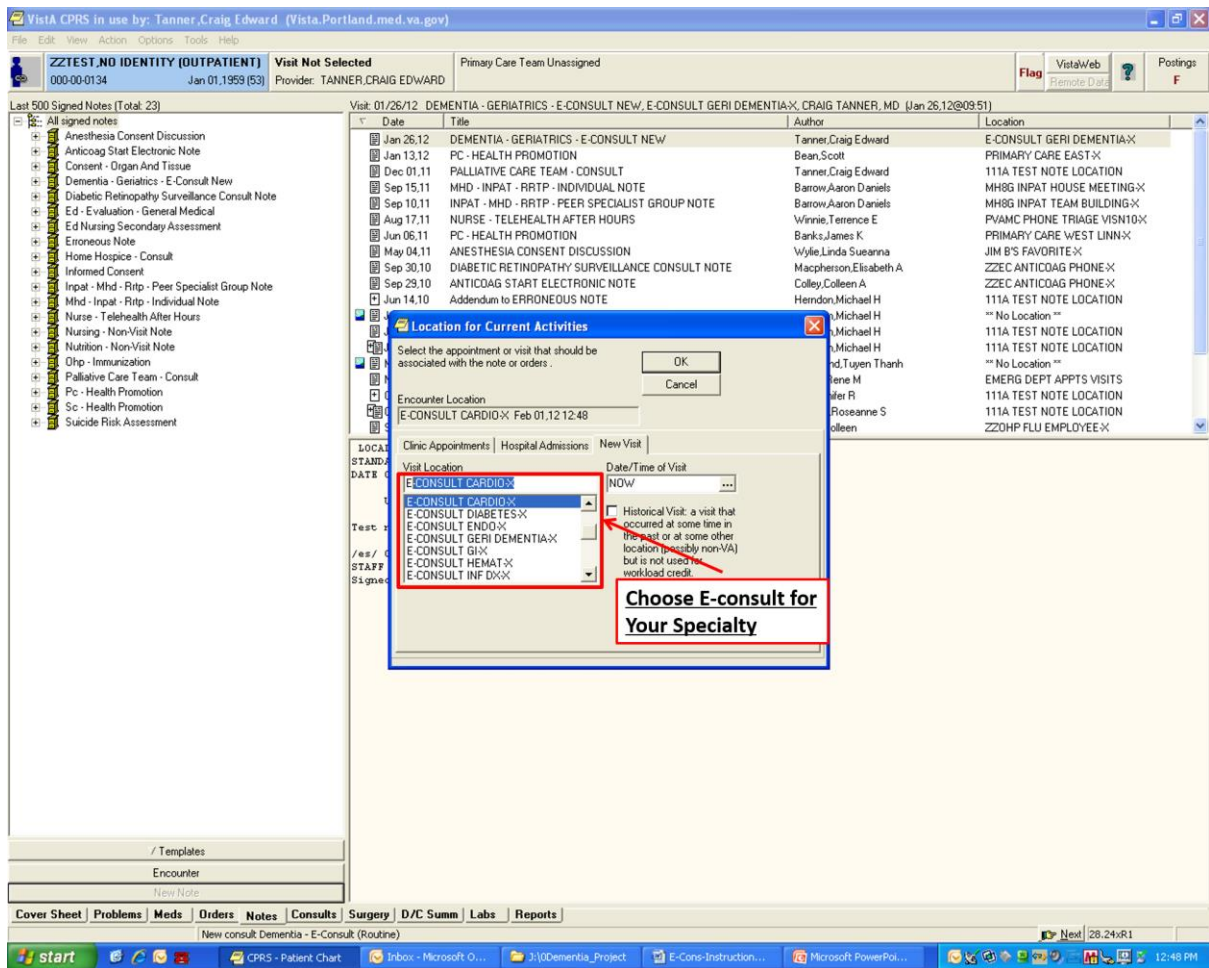 VistA CPRS in use by: Tanner,Craig Edward (Vista.Portland.med.va.gov)
File Edit View Action Options Tools Help
ZZTEST,NO IDENTITY (OUTPATIENT)
000-00-0134 Jan 01,1959 (53)
Visit Not Selected
Provider: TANNER,CRAIG EDWARD
Primary Care Team Unassigned
Flag
VistaWeb
Remote Data
?
Postings
F
Last 500 Signed Notes (Total: 23)
All signed notes
Anesthesia Consent Discussion
Anticoag Start Electronic Note
Consent - Organ And Tissue
Dementia - Geriatrics - E-Consult New
Diabetic Retinopathy Surveillance Consult Note
Ed - Evaluation - General Medical
Ed Nursing Secondary Assessment
Erroneous Note
Home Hospice - Consult
Informed Consent
Inpat - Mhd - Rrtp - Peer Specialist Group Note
Mhd - Inpat - Rrtp - Individual Note
Nurse - Telehealth After Hours
Nursing - Non-Visit Note
Nutrition - Non-Visit Note
Ohp - Immunization
Palliative Care Team - Consult
Pc - Health Promotion
Sc - Health Promotion
Suicide Risk Assessment
Visit: 01/26/12 DEMENTIA - GERIATRICS - E-CONSULT NEW, E-CONSULT GERI DEMENTIA-X, CRAIG TANNER, MD (Jan 26,12@09:51)
Date Title Author Location
Jan 26,12 DEMENTIA - GERIATRICS - E-CONSULT NEW Tanner,Craig Edward E-CONSULT GERI DEMENTIA-X
Jan 13,12 PC - HEALTH PROMOTION Bean,Scott PRIMARY CARE EAST-X
Dec 01,11 PALLIATIVE CARE TEAM - CONSULT Tanner,Craig Edward 111A TEST NOTE LOCATION
Sep 15,11 MHD - INPAT - RRTP - INDIVIDUAL NOTE Barrow,Aaron Daniels MH8G INPAT HOUSE MEETING-X
Sep 10,11 INPAT - MHD - RRTP - PEER SPECIALIST GROUP NOTE Barrow,Aaron Daniels MH8G INPAT TEAM BUILDING-X
Aug 17,11 NURSE - TELEHEALTH AFTER HOURS Winnie,Terrence E PVAMC PHONE TRIAGE VISN10-X
Jun 06,11 PC - HEALTH PROMOTION Banks,James K PRIMARY CARE WEST LINN-X
May 04,11 ANESTHESIA CONSENT DISCUSSION Wylie,Linda Sueanna JIM B'S FAVORITE-X
Sep 30,10 DIABETIC RETINOPATHY SURVEILLANCE CONSULT NOTE Macpherson,Elisabeth A ZZEC ANTICOAG PHONE-X
Sep 29,10 ANTICOAG START ELECTRONIC NOTE Colley,Colleen A ZZEC ANTICOAG PHONE-X
Jun 14,10 Addendum to ERRONEOUS NOTE Herndon,Michael H 111A TEST NOTE LOCATION
,Michael H ** No Location **
,Michael H 111A TEST NOTE LOCATION
,Michael H 111A TEST NOTE LOCATION
,Tuyen Thanh ** No Location **
EMERG DEPT APPTS VISITS
111A TEST NOTE LOCATION
,Roseanne S 111A TEST NOTE LOCATION
ZZOHP FLU EMPLOYEE-X
Location for Current Activities
Select the appointment or visit that should be
associated with the note or orders .
OK
Cancel
Encounter Location
E-CONSULT CARDIO-X Feb 01,12 12:48
Clinic Appointments Hospital Admissions New Visit
Visit Location
E-CONSULT CARDIO-X
E-CONSULT CARDIO-X
E-CONSULT DIABETES-X
E-CONSULT ENDO-X
E-CONSULT GERI DEMENTIA-X
E-CONSULT GI-X
E-CONSULT HEMAT-X
E-CONSULT INF DX-X
Date/Time of Visit
NOW ...
Historical Visit: a visit that
occurred at some time in
the past or at some other
location (possibly non-VA)
but is not used for
workload credit.
Choose E-consult for
Your Specialty
Test
/es/
STAFF
Signed
/ Templates
Encounter
New Note
Cover Sheet Problems Meds Orders Notes Consults Surgery D/C Summ Labs Reports
New consult Dementia - E-Consult (Routine)
Next 28.24xR1
start
CPRS - Patient Chart
Inbox - Micr​osoft O...
J:\0Dementia_Project
E-Cons-Instruction...
Microsoft PowerPoi...
12:48 PM